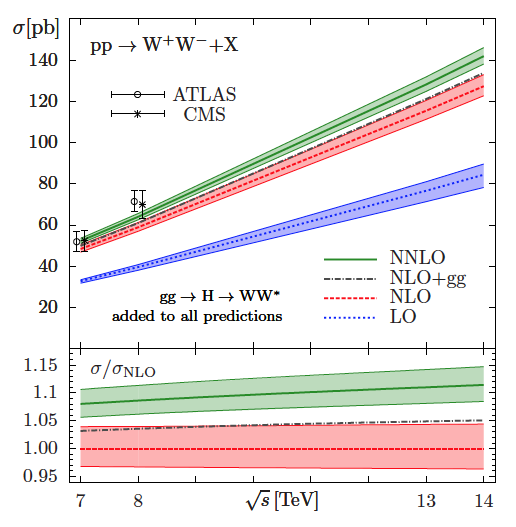 σ[pb]
pp → W⁺W⁻+X
140
120
100
80
60
40
20
ATLAS
CMS
NNLO
NLO+gg
NLO
LO
gg → H → WW*
added to all predictions
σ/σNLO
1.15
1.1
1.05
1.00
0.95
7
8
√s [TeV]
13
14